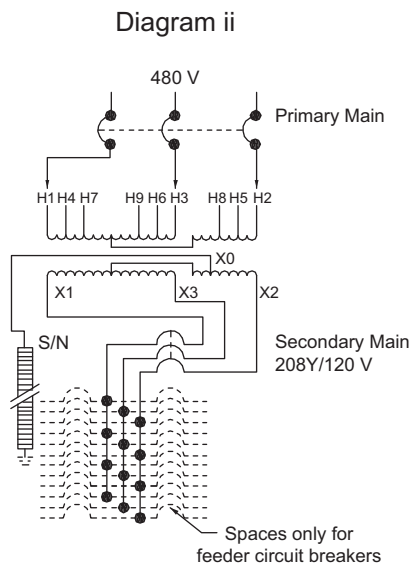 Diagram ii
480 V
Primary Main
H1 H4 H7 H9 H6 H3 H8 H5 H2
X0
X1 X3 X2
S/N
Secondary Main
208Y/120 V
Spaces only for
feeder circuit breakers